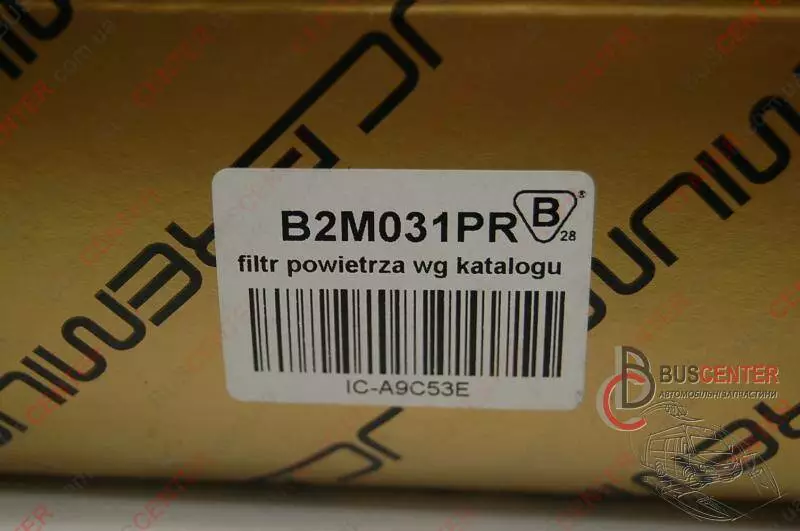 B2M031PR
B
®
28
filtr powietrza wg katalogu
IC-A9C53E
BUSCENTER
АВТОМОБІЛЬНІ ЗАПЧАСТИНИ